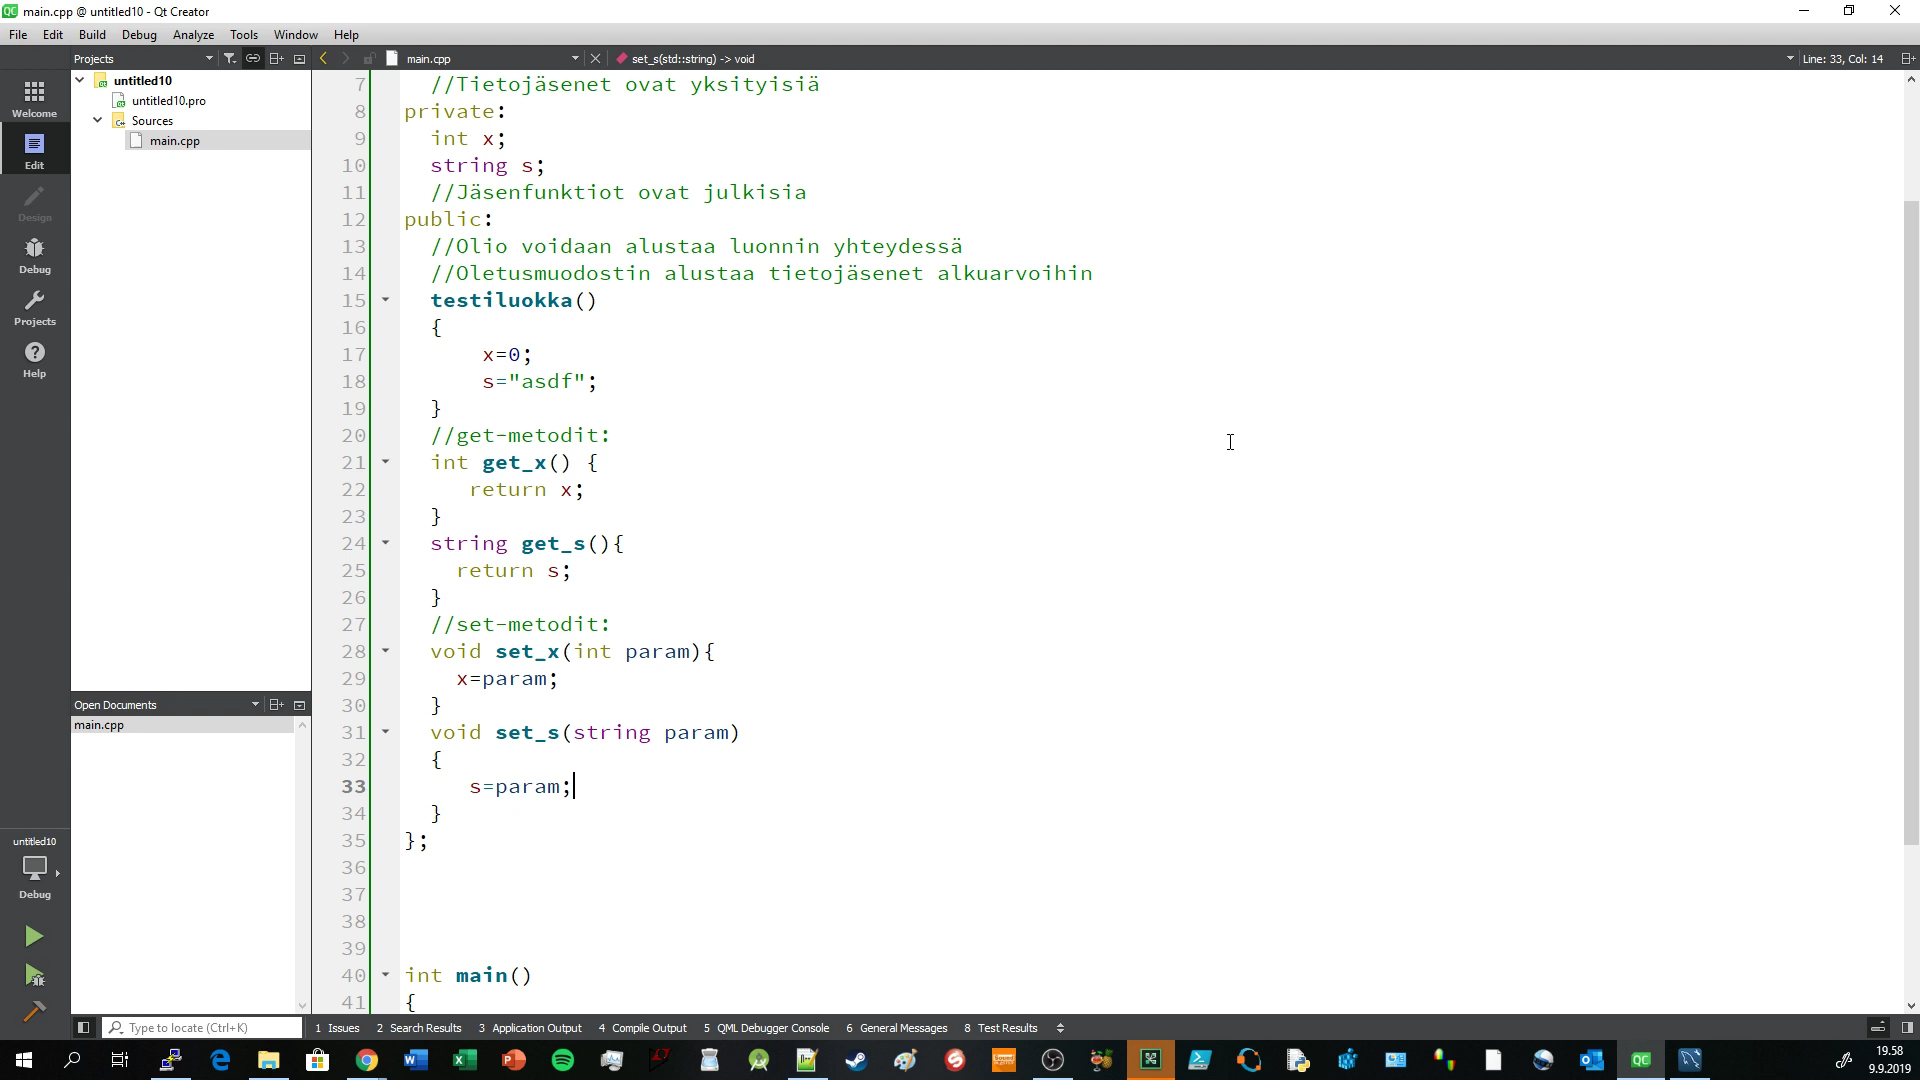 main.cpp @ untitled10 - Qt Creator
File Edit Build Debug Analyze Tools Window Help
Projects
main.cpp
set_s(std::string) -> void
Line: 33, Col: 14
Welcome
Edit
Design
Debug
Projects
Help
untitled10
untitled10.pro
Sources
main.cpp
Open Documents
main.cpp
7 //Tietojäsenet ovat yksityisiä
8 private:
9 int x;
10 string s;
11 //Jäsenfunktiot ovat julkisia
12 public:
13 //Olio voidaan alustaa luonnin yhteydessä
14 //Oletusmuodostin alustaa tietojäsenet alkuarvoihin
15 testiluokka()
16 {
17 x=0;
18 s="asdf";
19 }
20 //get-metodit:
21 int get_x() {
22 return x;
23 }
24 string get_s(){
25 return s;
26 }
27 //set-metodit:
28 void set_x(int param){
29 x=param;
30 }
31 void set_s(string param)
32 {
33 s=param;
34 }
35 };
36
37
38
39
40 int main()
41 {
untitled10
Debug
Type to locate (Ctrl+K)
1 Issues 2 Search Results 3 Application Output 4 Compile Output 5 QML Debugger Console 6 General Messages 8 Test Results
19.58
9.9.2019